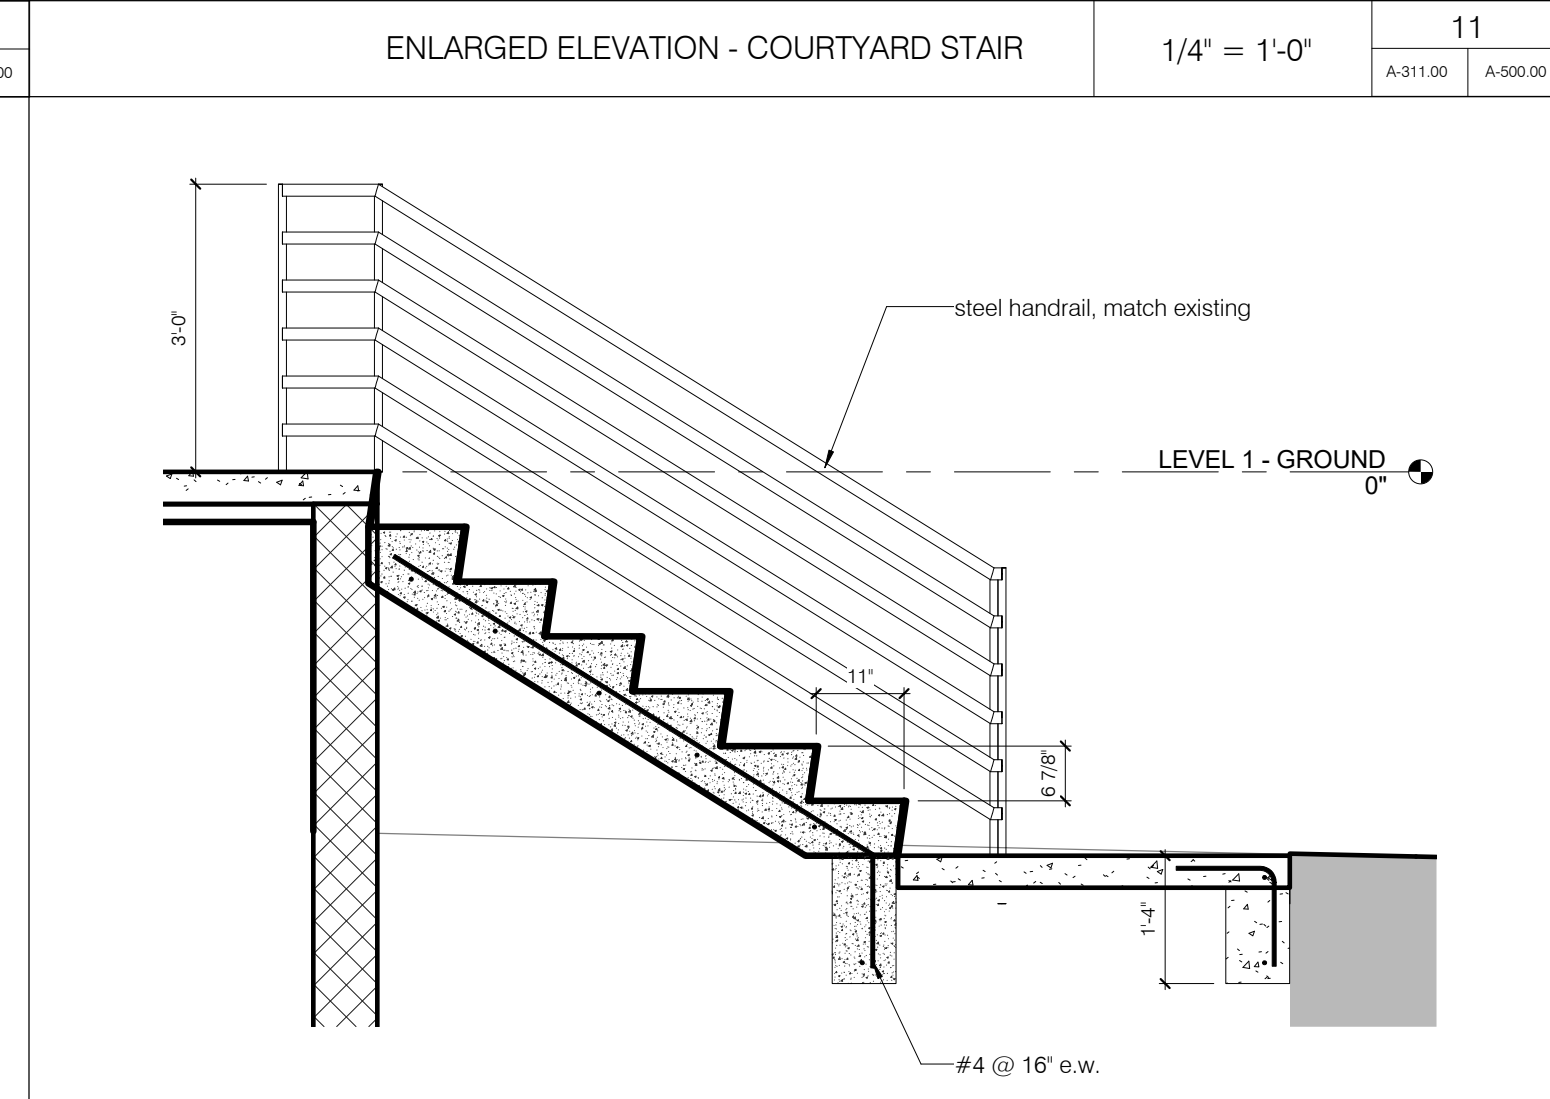 00
ENLARGED ELEVATION - COURTYARD STAIR
1/4" = 1'-0"
11
A-311.00
A-500.00
3'-0"
steel handrail, match existing
LEVEL 1 - GROUND
0"
11"
6 7/8"
1'-4"
#4 @ 16" e.w.